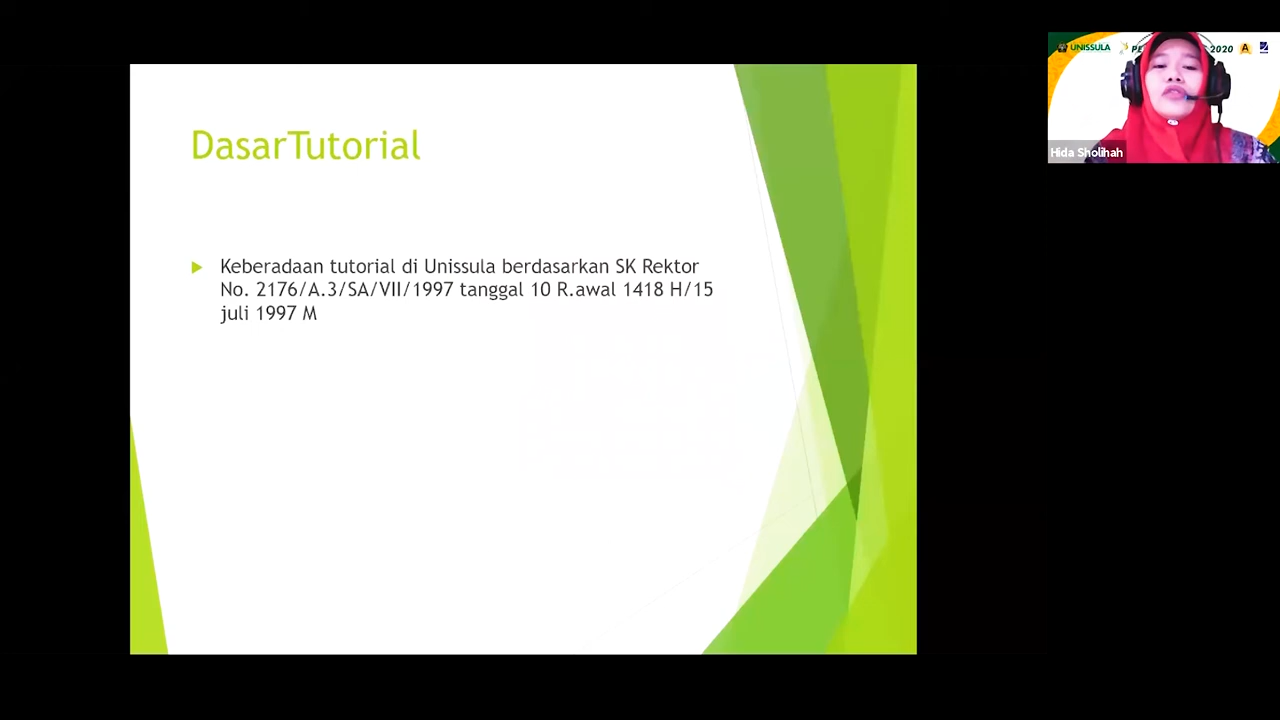 DasarTutorial
Keberadaan tutorial di Unissula berdasarkan SK Rektor
No. 2176/A.3/SA/VII/1997 tanggal 10 R.awal 1418 H/15
juli 1997 M
UNISSULA
2020
A
Hida Sholihah